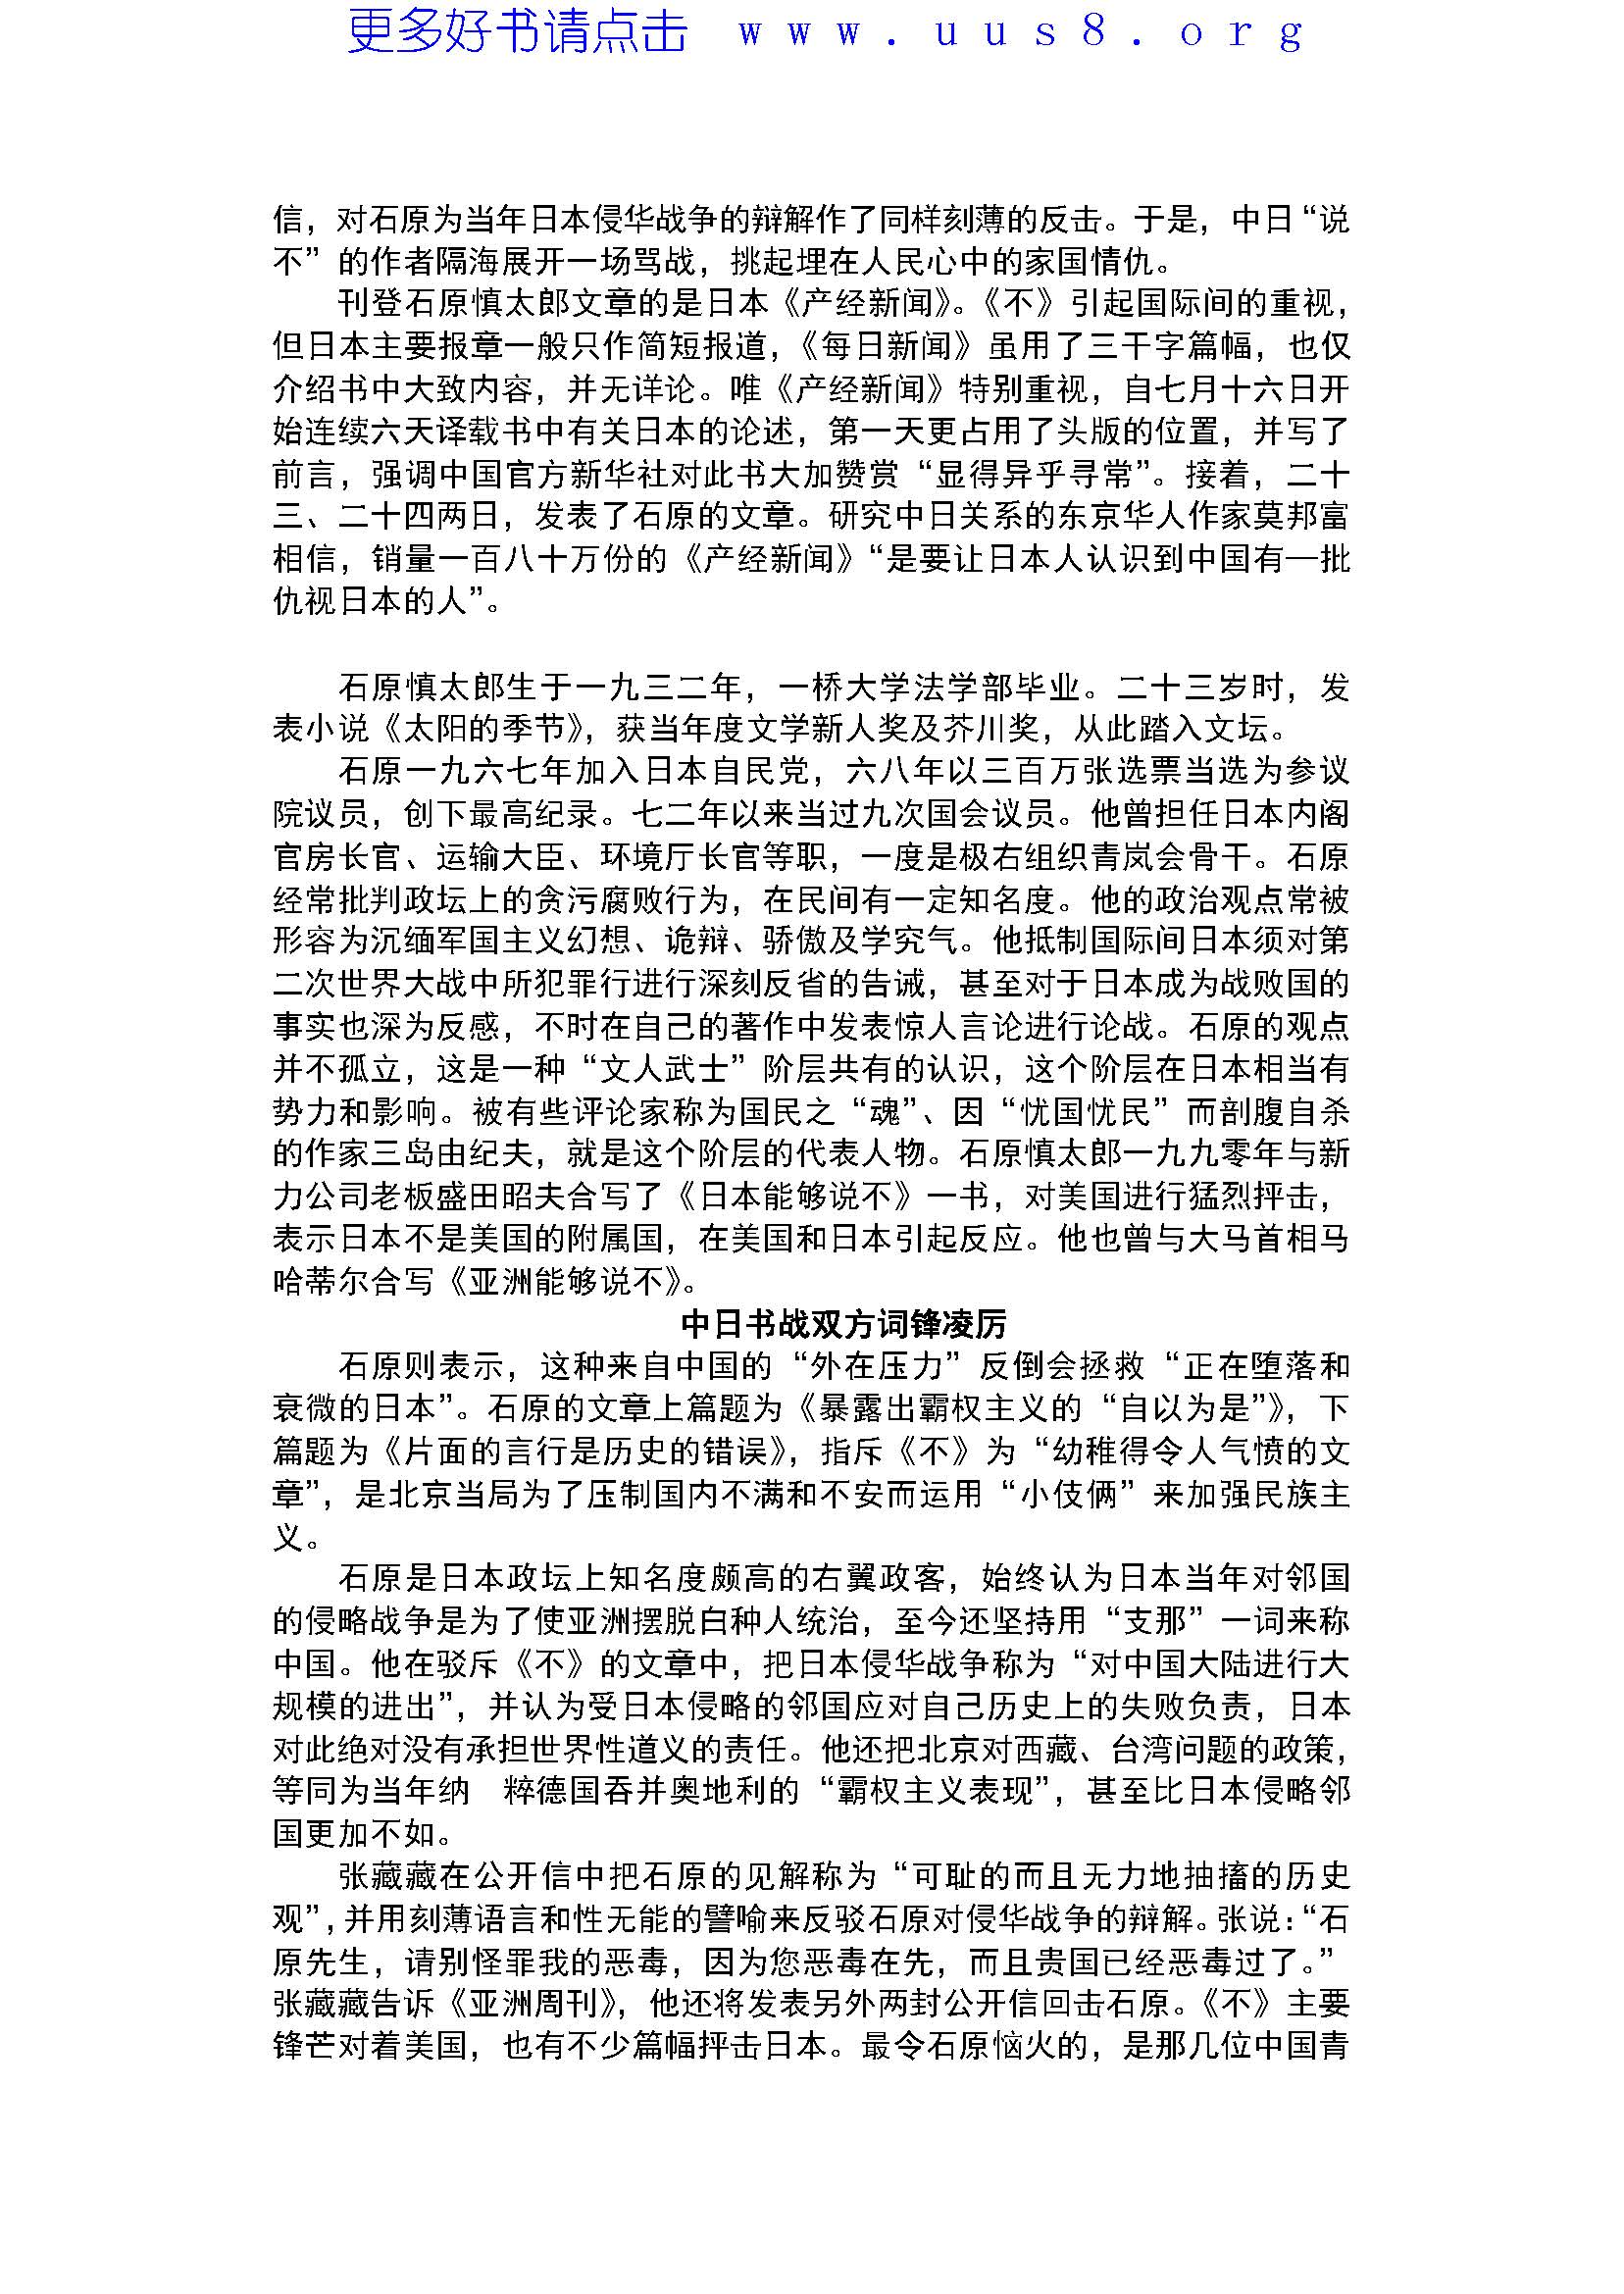 更多好书请点击 www.uus8.org
信，对石原为当年日本侵华战争的辩解作了同样刻薄的反击。于是，中日“说
不”的作者隔海展开一场骂战，挑起埋在人民心中的家国情仇。
刊登石原慎太郎文章的是日本《产经新闻》。《不》引起国际间的重视，
但日本主要报章一般只作简短报道，《每日新闻》虽用了三干字篇幅，也仅
介绍书中大致内容，并无详论。唯《产经新闻》特别重视，自七月十六日开
始连续六天译载书中有关日本的论述，第一天更占用了头版的位置，并写了
前言，强调中国官方新华社对此书大加赞赏“显得异乎寻常”。接着，二十
三、二十四两日，发表了石原的文章。研究中日关系的东京华人作家莫邦富
相信，销量一百八十万份的《产经新闻》“是要让日本人认识到中国有—批
仇视日本的人”。
石原慎太郎生于一九三二年，一桥大学法学部毕业。二十三岁时，发
表小说《太阳的季节》，获当年度文学新人奖及芥川奖，从此踏入文坛。
石原一九六七年加入日本自民党，六八年以三百万张选票当选为参议
院议员，创下最高纪录。七二年以来当过九次国会议员。他曾担任日本内阁
官房长官、运输大臣、环境厅长官等职，一度是极右组织青岚会骨干。石原
经常批判政坛上的贪污腐败行为，在民间有一定知名度。他的政治观点常被
形容为沉缅军国主义幻想、诡辩、骄傲及学究气。他抵制国际间日本须对第
二次世界大战中所犯罪行进行深刻反省的告诫，甚至对于日本成为战败国的
事实也深为反感，不时在自己的著作中发表惊人言论进行论战。石原的观点
并不孤立，这是一种“文人武士”阶层共有的认识，这个阶层在日本相当有
势力和影响。被有些评论家称为国民之“魂”、因“忧国忧民”而剖腹自杀
的作家三岛由纪夫，就是这个阶层的代表人物。石原慎太郎一九九零年与新
力公司老板盛田昭夫合写了《日本能够说不》一书，对美国进行猛烈抨击，
表示日本不是美国的附属国，在美国和日本引起反应。他也曾与大马首相马
哈蒂尔合写《亚洲能够说不》。
中日书战双方词锋凌厉
石原则表示，这种来自中国的“外在压力”反倒会拯救“正在堕落和
衰微的日本”。石原的文章上篇题为《暴露出霸权主义的“自以为是”》，下
篇题为《片面的言行是历史的错误》，指斥《不》为“幼稚得令人气愤的文
章”，是北京当局为了压制国内不满和不安而运用“小伎俩”来加强民族主
义。
石原是日本政坛上知名度颇高的右翼政客，始终认为日本当年对邻国
的侵略战争是为了使亚洲摆脱白种人统治，至今还坚持用“支那”一词来称
中国。他在驳斥《不》的文章中，把日本侵华战争称为“对中国大陆进行大
规模的进出”，并认为受日本侵略的邻国应对自己历史上的失败负责，日本
对此绝对没有承担世界性道义的责任。他还把北京对西藏、台湾问题的政策，
等同为当年纳　粹德国吞并奥地利的“霸权主义表现”，甚至比日本侵略邻
国更加不如。
张藏藏在公开信中把石原的见解称为“可耻的而且无力地抽搐的历史
观”，并用刻薄语言和性无能的譬喻来反驳石原对侵华战争的辩解。张说：“石
原先生，请别怪罪我的恶毒，因为您恶毒在先，而且贵国已经恶毒过了。”
张藏藏告诉《亚洲周刊》，他还将发表另外两封公开信回击石原。《不》主要
锋芒对着美国，也有不少篇幅抨击日本。最令石原恼火的，是那几位中国青